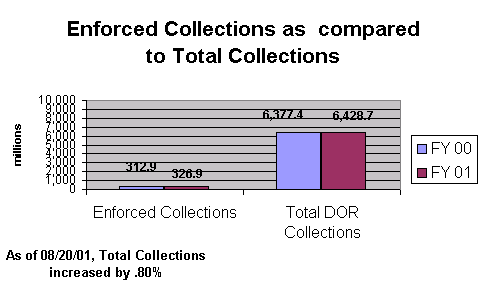 Enforced Collections as  compared
to Total Collections
millions
10,000
9,000
8,000
7,000
6,000
5,000
4,000
3,000
2,000
1,000
0
312.9
326.9
6,377.4
6,428.7
Enforced Collections
Total DOR
Collections
FY 00
FY 01
As of 08/20/01, Total Collections
increased by .80%